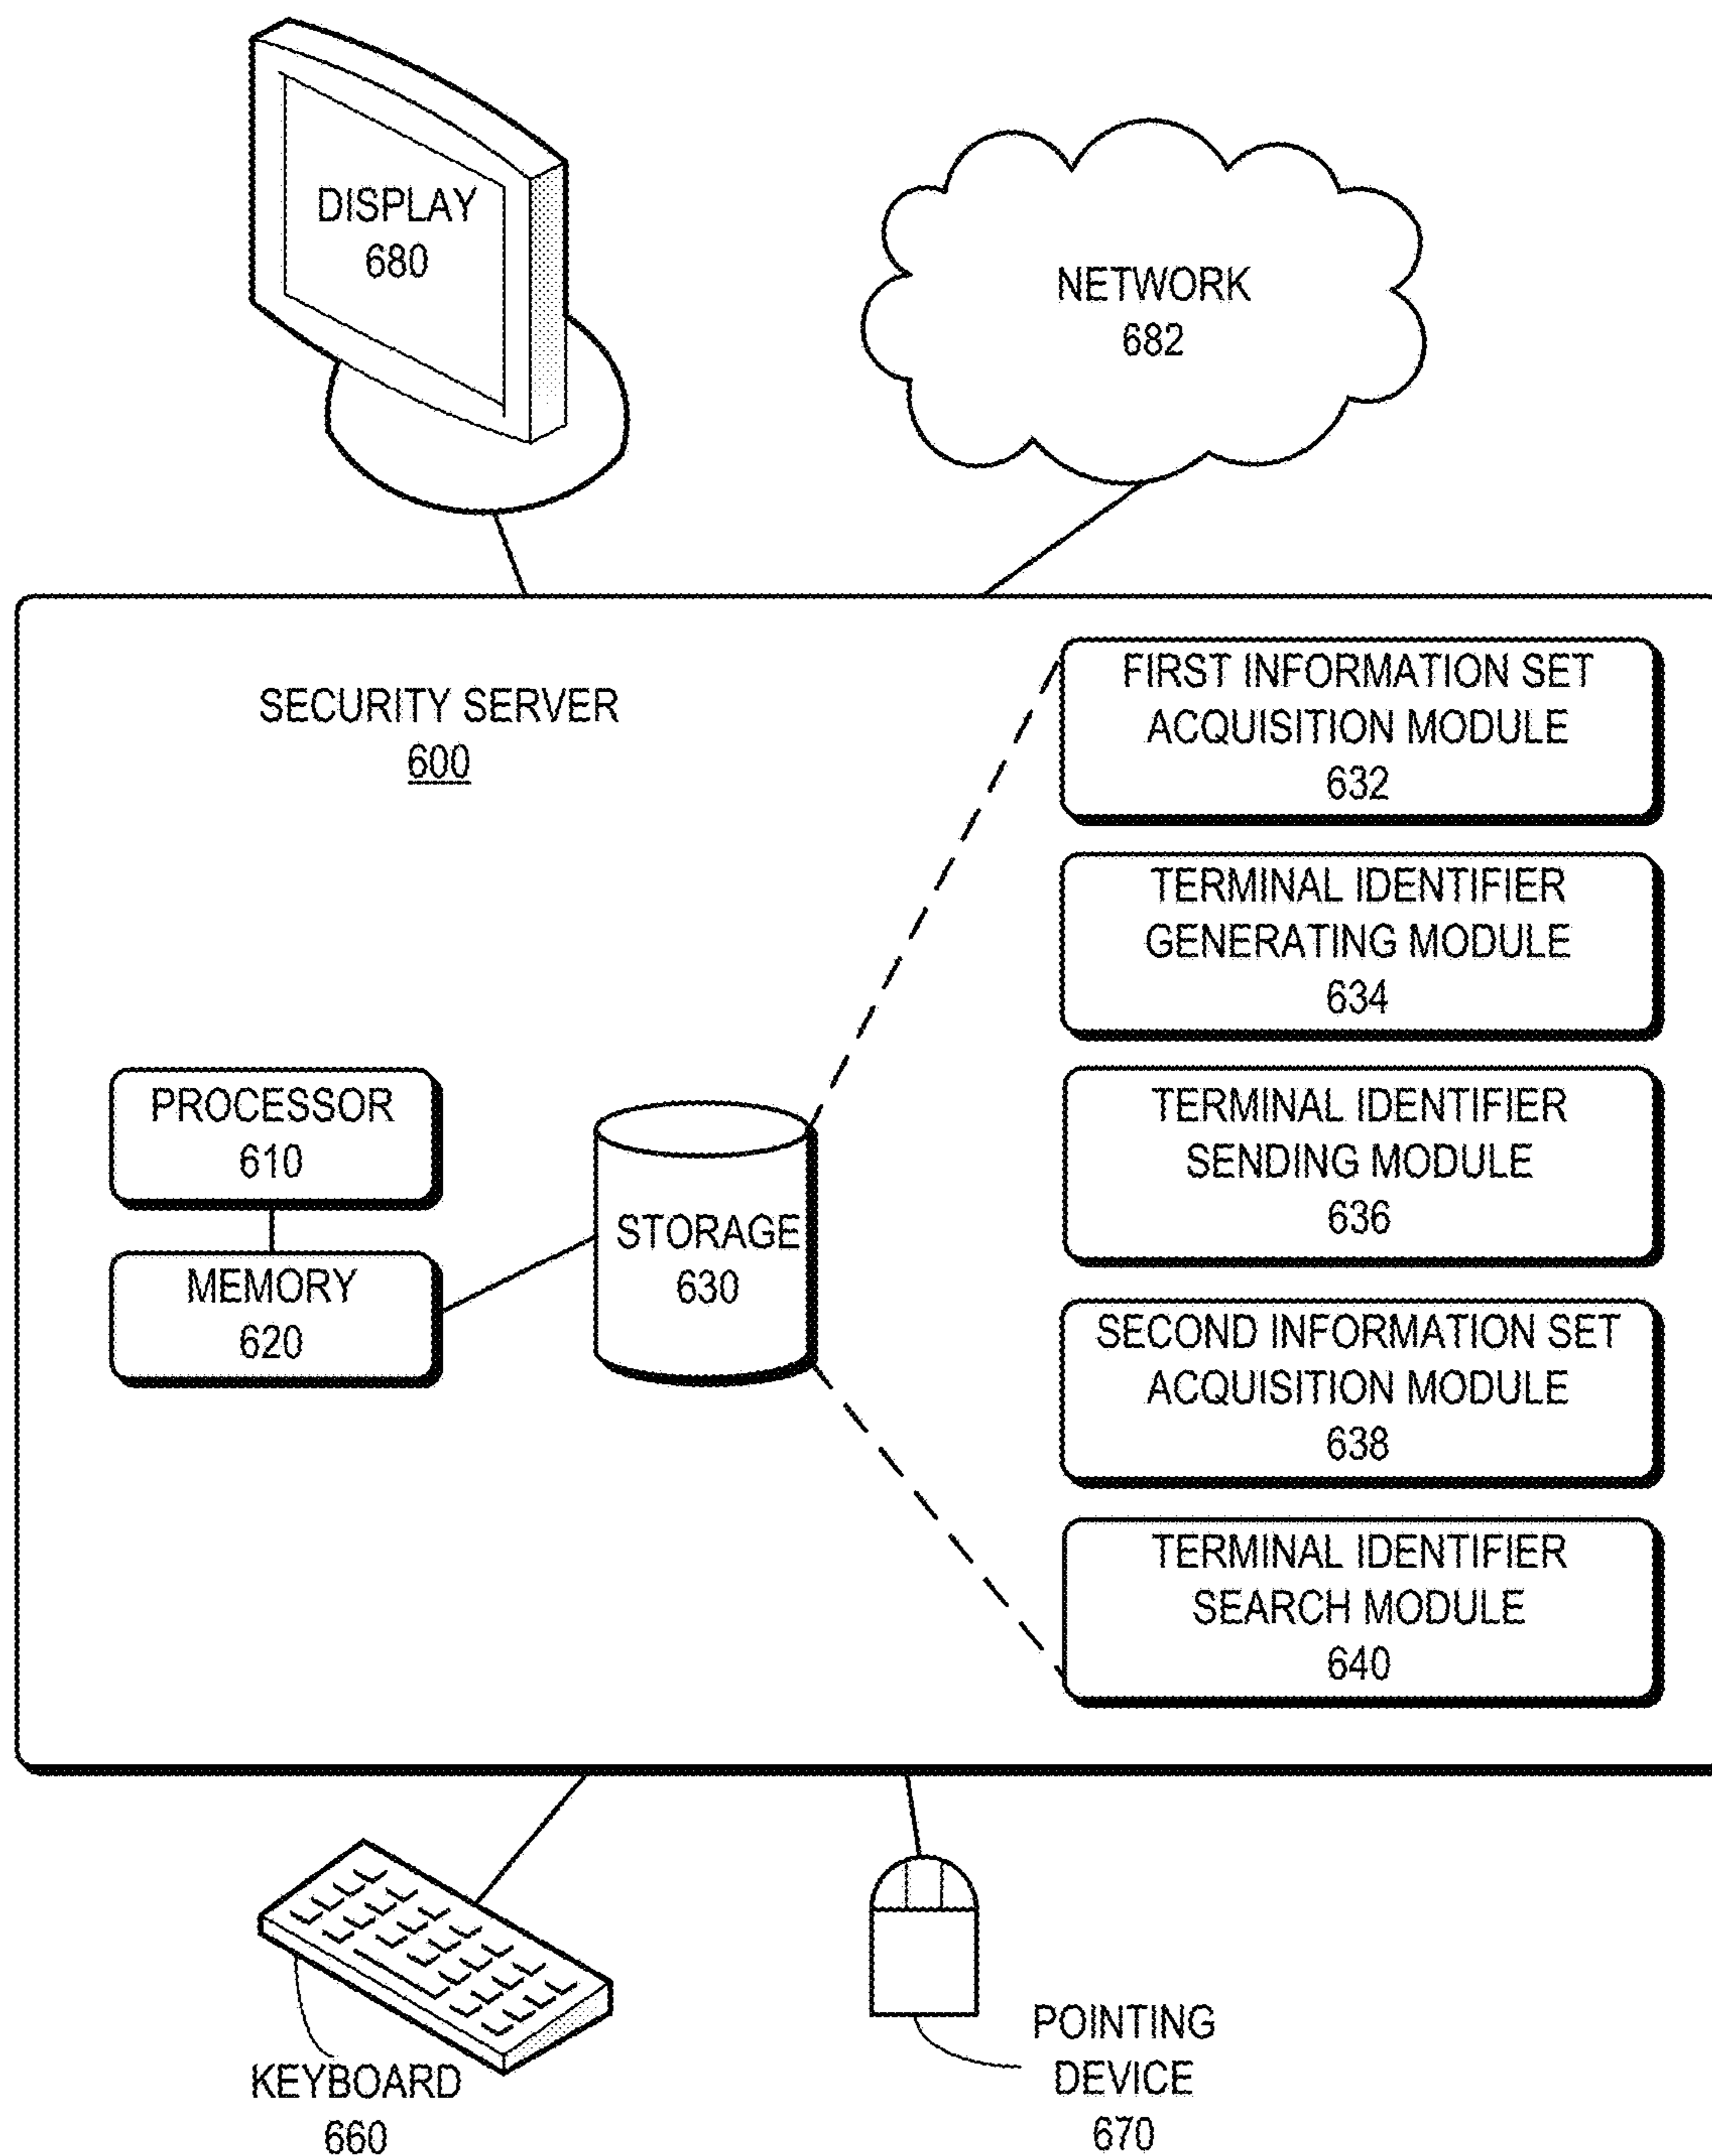 DISPLAY
680
NETWORK
682
SECURITY SERVER
600
PROCESSOR
610
MEMORY
620
STORAGE
630
FIRST INFORMATION SET
ACQUISITION MODULE
632
TERMINAL IDENTIFIER
GENERATING MODULE
634
TERMINAL IDENTIFIER
SENDING MODULE
636
SECOND INFORMATION SET
ACQUISITION MODULE
638
TERMINAL IDENTIFIER
SEARCH MODULE
640
KEYBOARD
660
POINTING
DEVICE
670